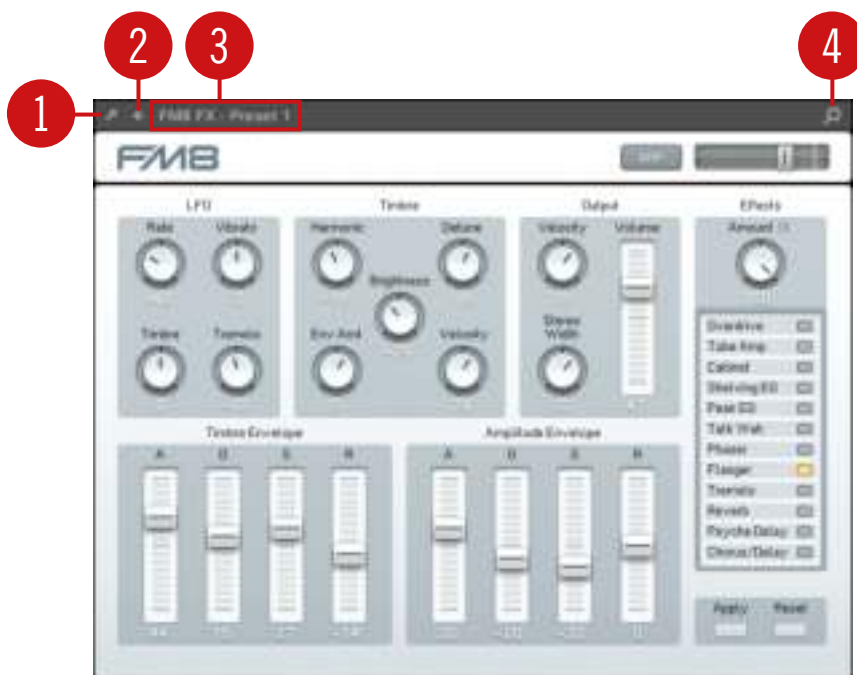 2 3 4
1
FM8 FX - Preset 1
FM8
LFO Timbre Output Effects
Rate Vibrato Harmonic Detune Velocity Volume Amount
Brightness
Timbre Tremolo Env Amt Velocity Stereo Width
Overdrive
Tube Amp
Cabinet
Shelving EQ
Peak EQ
Talk Wah
Phaser
Flanger
Tremolo
Reverb
Psyche Delay
Chorus/Delay
Timbre Envelope Amplitude Envelope
A D S R A D S R
Apply Reset